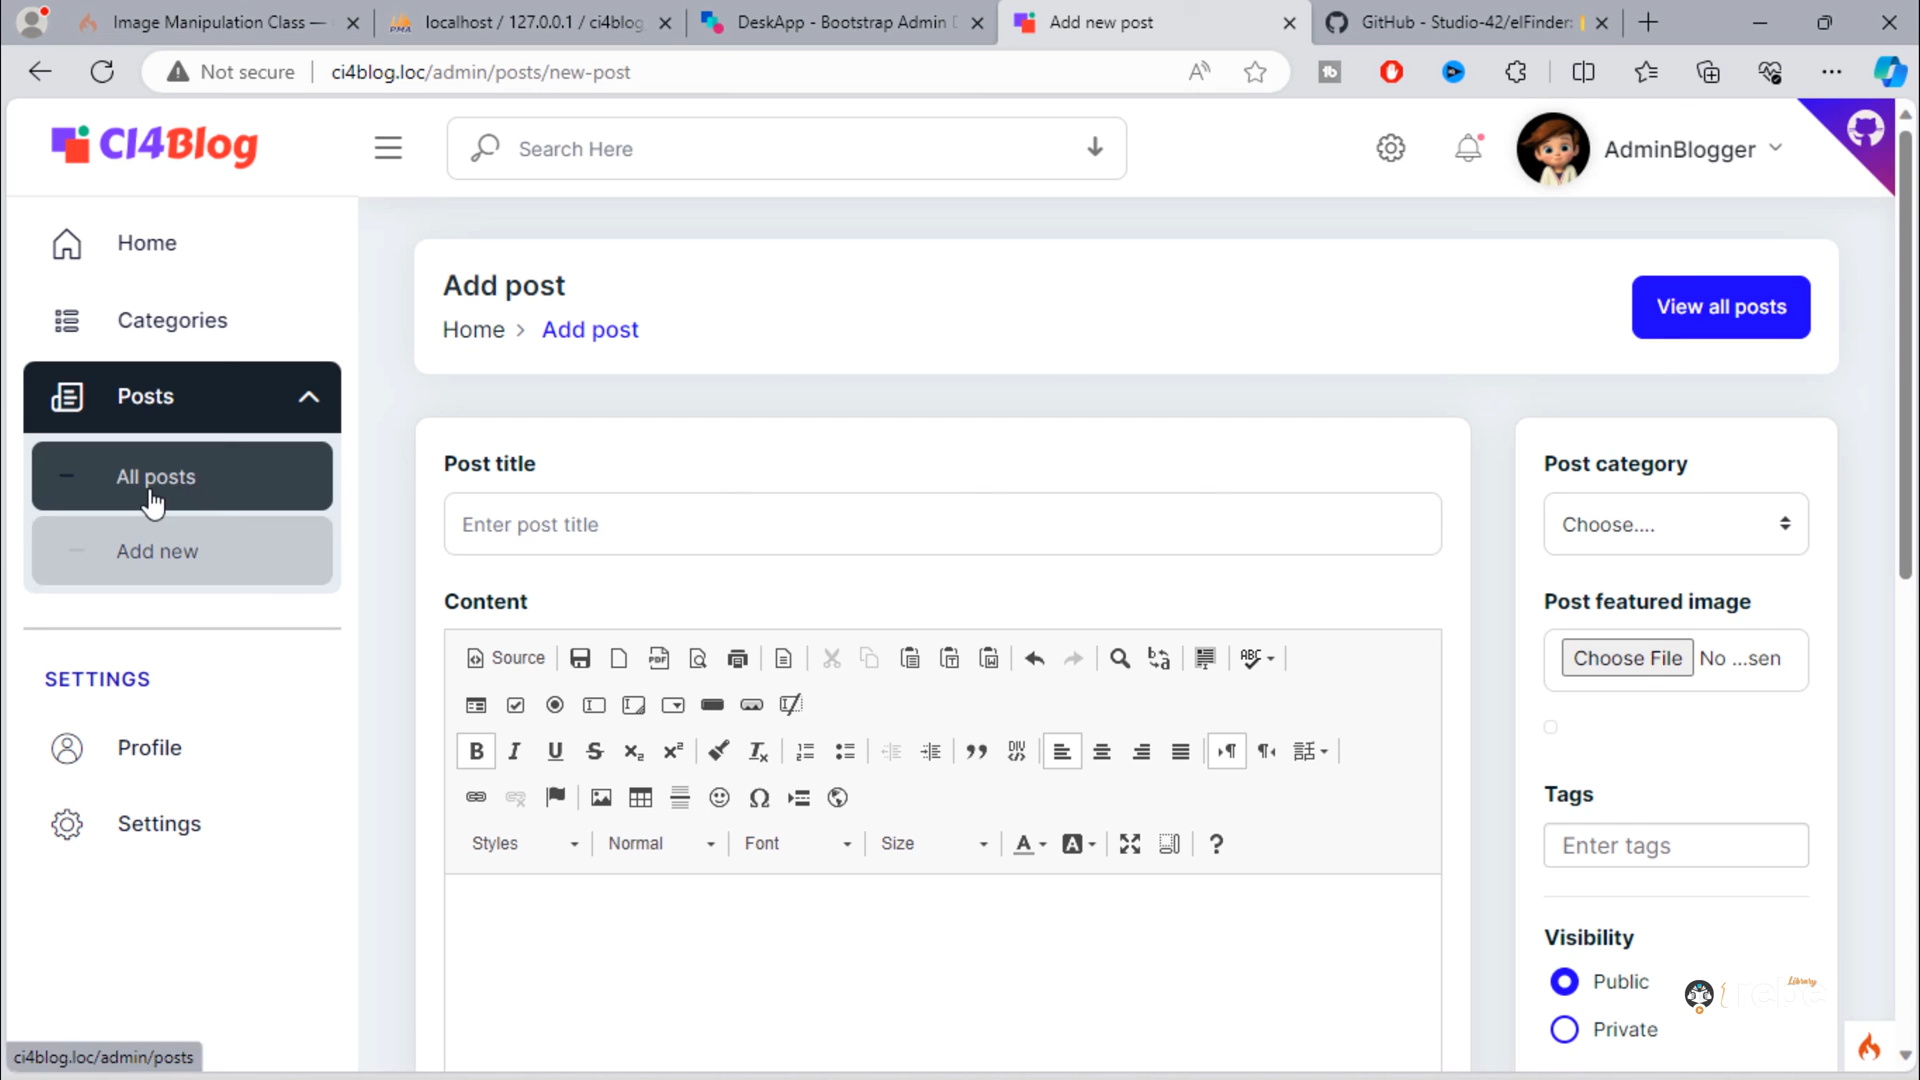 Image Manipulation Class —
localhost / 127.0.0.1 / ci4blog
DeskApp - Bootstrap Admin D
Add new post
GitHub - Studio-42/elFinder:
Not secure
ci4blog.loc/admin/posts/new-post
CI4Blog
Search Here
AdminBlogger
Home
Categories
Posts
All posts
Add new
SETTINGS
Profile
Settings
Add post
Home > Add post
View all posts
Post title
Enter post title
Content
Source
Styles
Normal
Font
Size
Post category
Choose....
Post featured image
Choose File No ...sen
Tags
Enter tags
Visibility
Public
Private
Library
ci4blog.loc/admin/posts